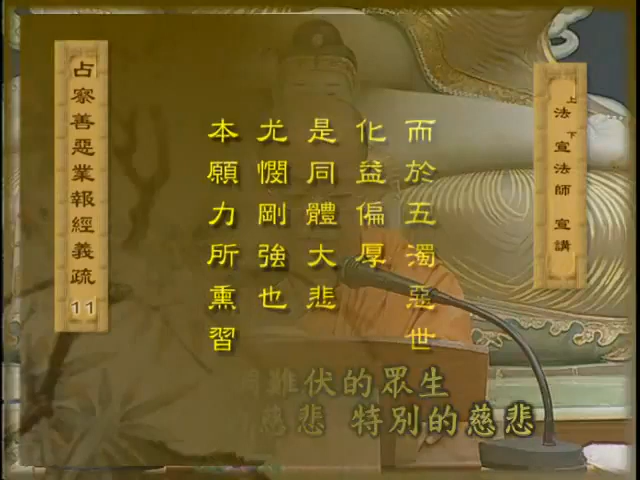 占察善惡業報經義疏
11
上法下宣法師 宣講
而於五濁惡世
化益偏厚
是同體大悲
尤憫剛強也
本願力所熏習
難伏的眾生
慈悲 特別的慈悲